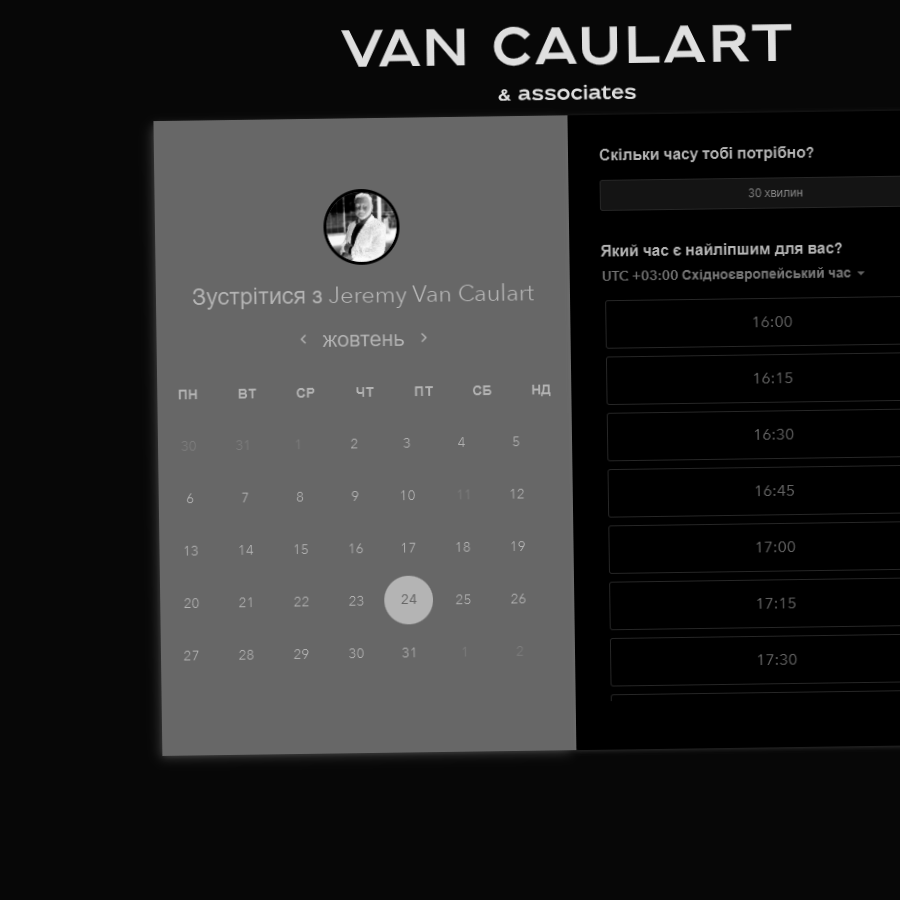 VAN CAULART
& associates
Зустрітися з Jeremy Van Caulart
жовтень
ПН ВТ СР ЧТ ПТ СБ НД
30 31 1 2 3 4 5
6 7 8 9 10 11 12
13 14 15 16 17 18 19
20 21 22 23 24 25 26
27 28 29 30 31 1 2
Скільки часу тобі потрібно?
30 хвилин
Який час є найліпшим для вас?
UTC +03:00 Східноєвропейський час
16:00
16:15
16:30
16:45
17:00
17:15
17:30